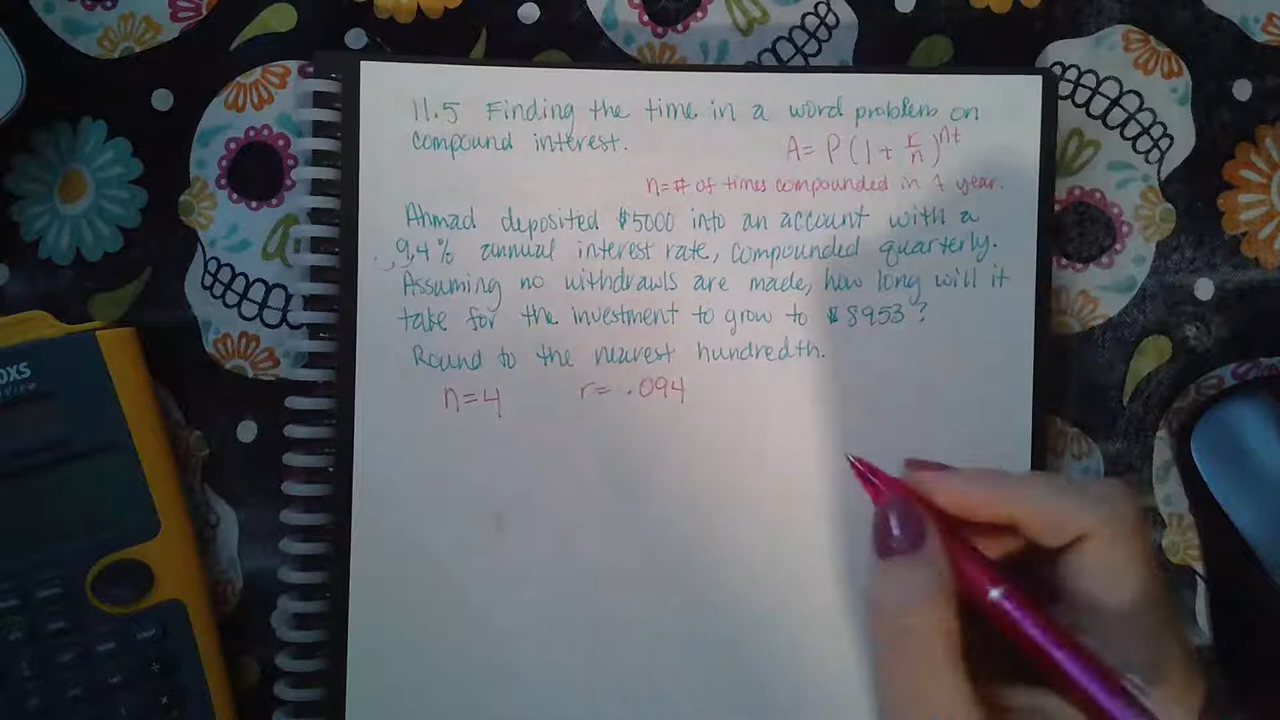 11.5 Finding the time in a word problem on
compound interest.
A = P(1 + r/n)^nt
n = # of times compounded in 1 year.
Ahmad deposited $5000 into an account with a
9.4% annual interest rate, compounded quarterly.
Assuming no withdrawls are made, how long will it
take for the investment to grow to $8953?
Round to the nearest hundredth.
n=4 r= .094